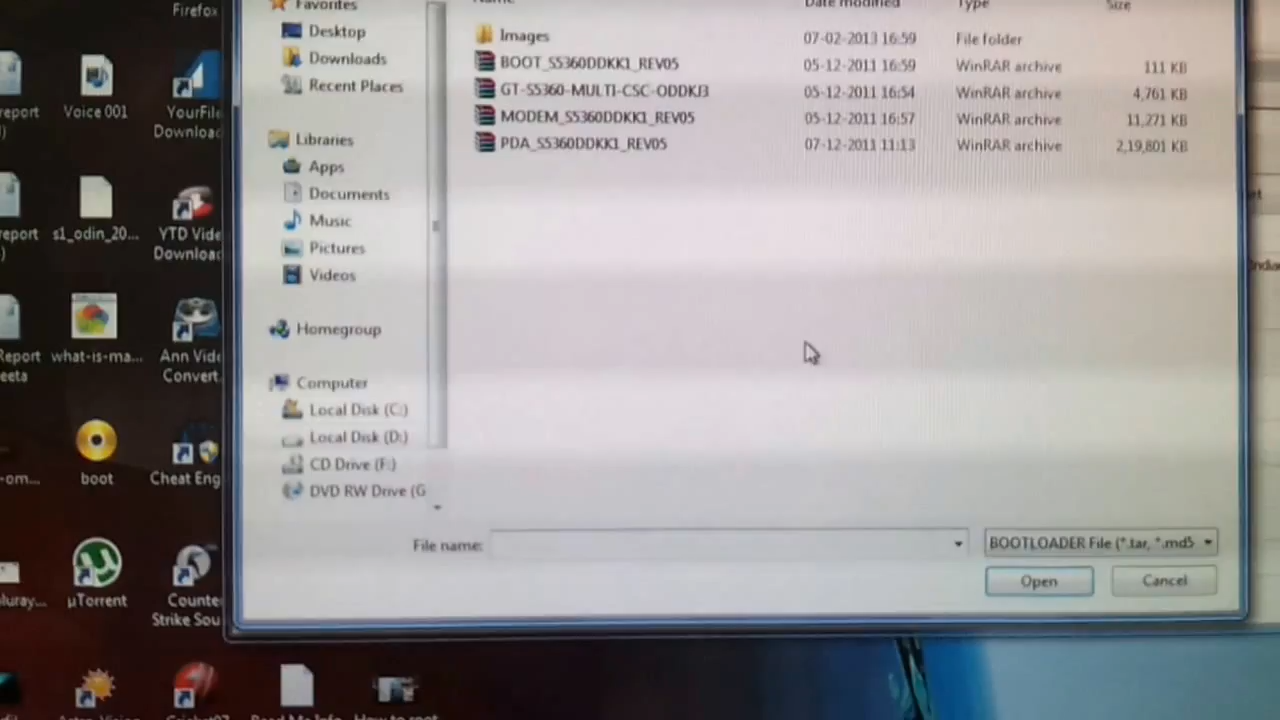 Firefox
Favorites
Name
Date modified
Type
Size
Desktop
Images
07-02-2013 16:59
File folder
Downloads
BOOT_S5360DDKK1_REV05
05-12-2011 16:59
WinRAR archive
111 KB
Recent Places
GT-S5360-MULTI-CSC-ODDKJ3
05-12-2011 16:54
WinRAR archive
4,761 KB
report
Voice 001
YourFile
Downloac
MODEM_S5360DDKK1_REV05
05-12-2011 16:57
WinRAR archive
11,271 KB
Libraries
PDA_S5360DDKK1_REV05
07-12-2011 11:13
WinRAR archive
2,19,801 KB
Apps
Documents
Music
Pictures
Videos
report
s1_odin_20...
YTD Vide
Downloac
Homegroup
Report
eeta
what-is-ma...
Ann Vide
Convert
Computer
Local Disk (C:)
Local Disk (D:)
CD Drive (F:)
DVD RW Drive (G
-om...
boot
Cheat Eng
File name:
BOOTLOADER File (*.tar, *.md5
Open
Cancel
luray...
µTorrent
Counte
Strike Sou